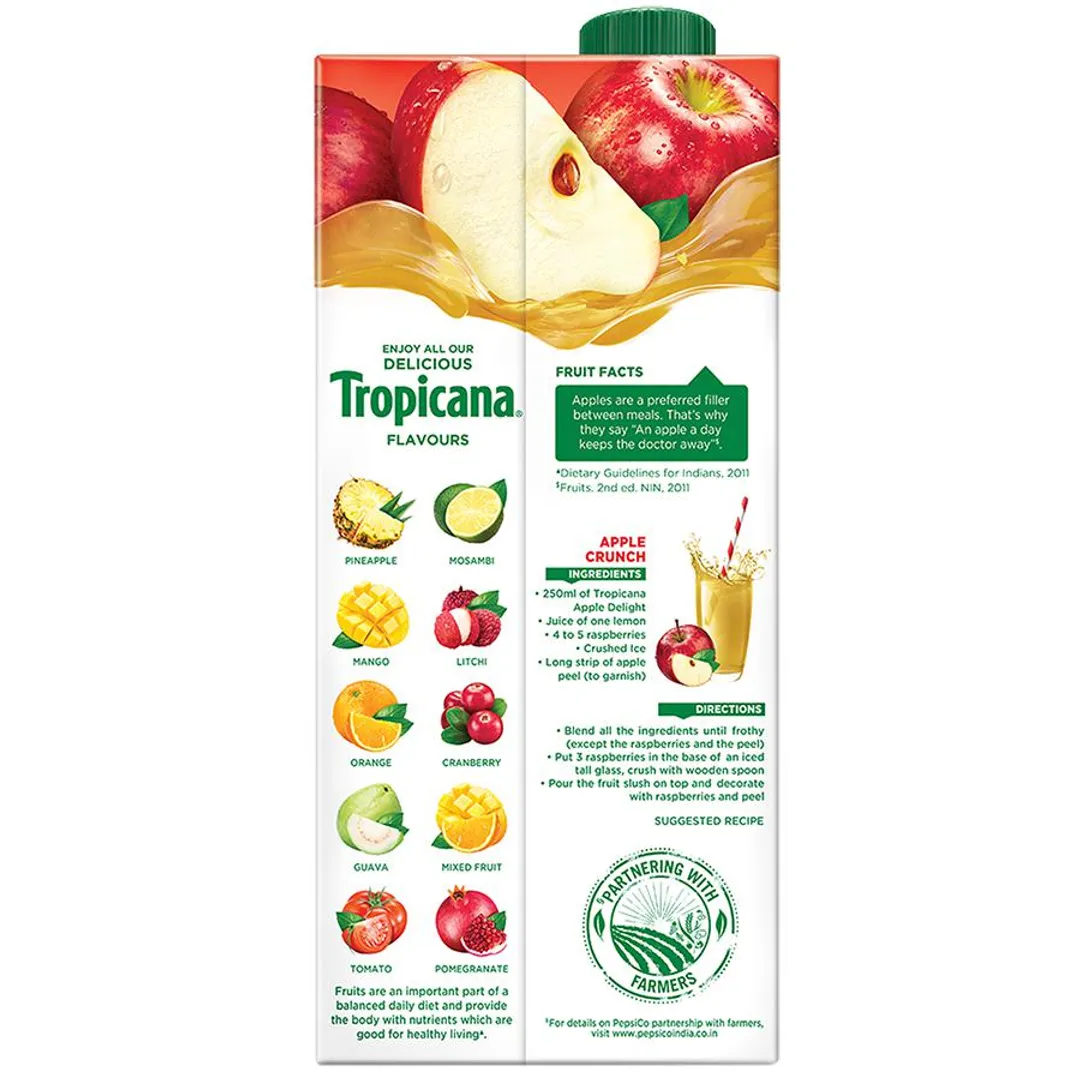 ENJOY ALL OUR
DELICIOUS
Tropicana®
FLAVOURS
PINEAPPLE
MOSAMBI
MANGO
LITCHI
ORANGE
CRANBERRY
GUAVA
MIXED FRUIT
TOMATO
POMEGRANATE
Fruits are an important part of a
balanced daily diet and provide
the body with nutrients which are
good for healthy living▲.
FRUIT FACTS
Apples are a preferred filler
between meals. That's why
they say "An apple a day
keeps the doctor away"$.
▲Dietary Guidelines for Indians, 2011
$Fruits. 2nd ed. NIN, 2011
APPLE
CRUNCH
INGREDIENTS
• 250ml of Tropicana
Apple Delight
• Juice of one lemon
• 4 to 5 raspberries
• Crushed Ice
• Long strip of apple
peel (to garnish)
DIRECTIONS
• Blend all the ingredients until frothy
(except the raspberries and the peel)
• Put 3 raspberries in the base of an iced
tall glass, crush with wooden spoon
• Pour the fruit slush on top and decorate
with raspberries and peel
SUGGESTED RECIPE
§PARTNERING WITH
FARMERS
§For details on PepsiCo partnership with farmers,
visit www.pepsicoindia.co.in